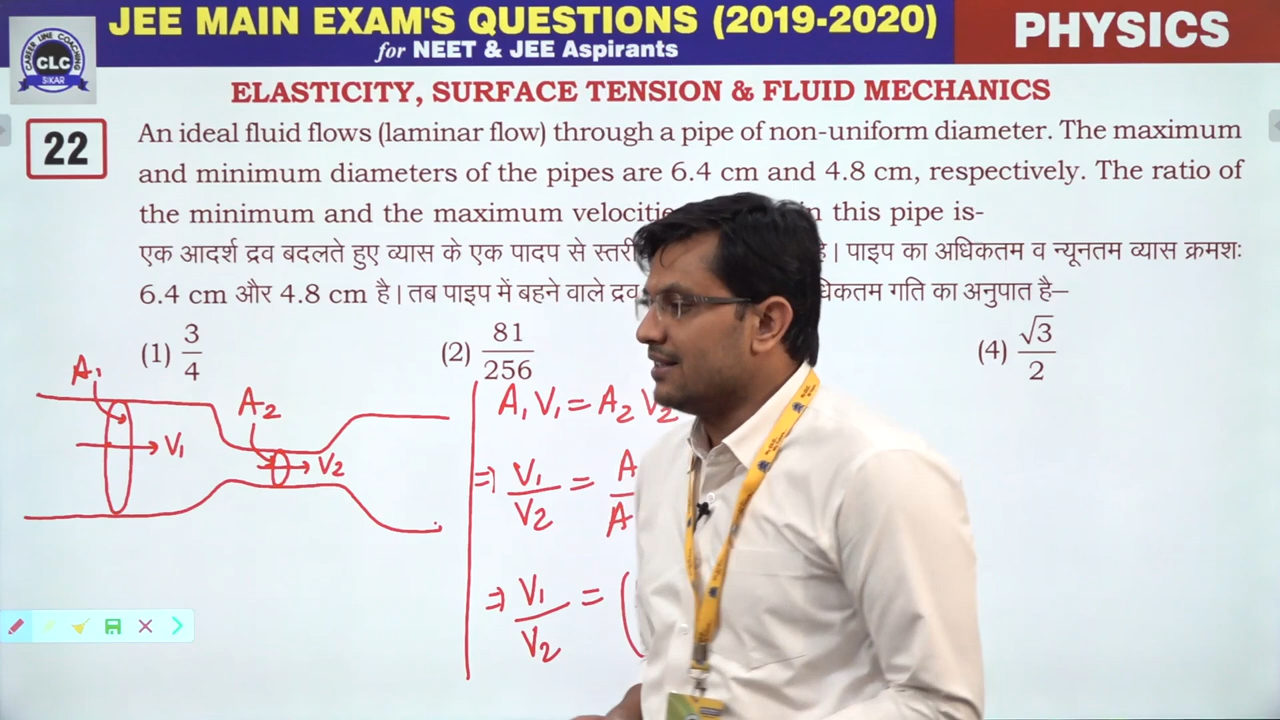 JEE MAIN EXAM'S QUESTIONS (2019-2020)
for NEET & JEE Aspirants
PHYSICS
CAREER LINE COACHING
CLC
SIKAR
ELASTICITY, SURFACE TENSION & FLUID MECHANICS
22
An ideal fluid flows (laminar flow) through a pipe of non-uniform diameter. The maximum
and minimum diameters of the pipes are 6.4 cm and 4.8 cm, respectively. The ratio of
the minimum and the maximum in this pipe is-
एक आदर्श द्रव बदलते हुए व्यास के एक पादप से है। पाइप का अधिकतम व न्यूनतम व्यास क्रमशः
6.4 cm और 4.8 cm है। तब पाइप में बहने वाले द्रव गति का अनुपात है–
(1) 3/4 (2) 81/256 (4) √3/2
A₁ V₁ A₂ V₂
A₁V₁ = A₂V₂
⇒ V₁/V₂ = A/A
⇒ V₁/V₂ = (